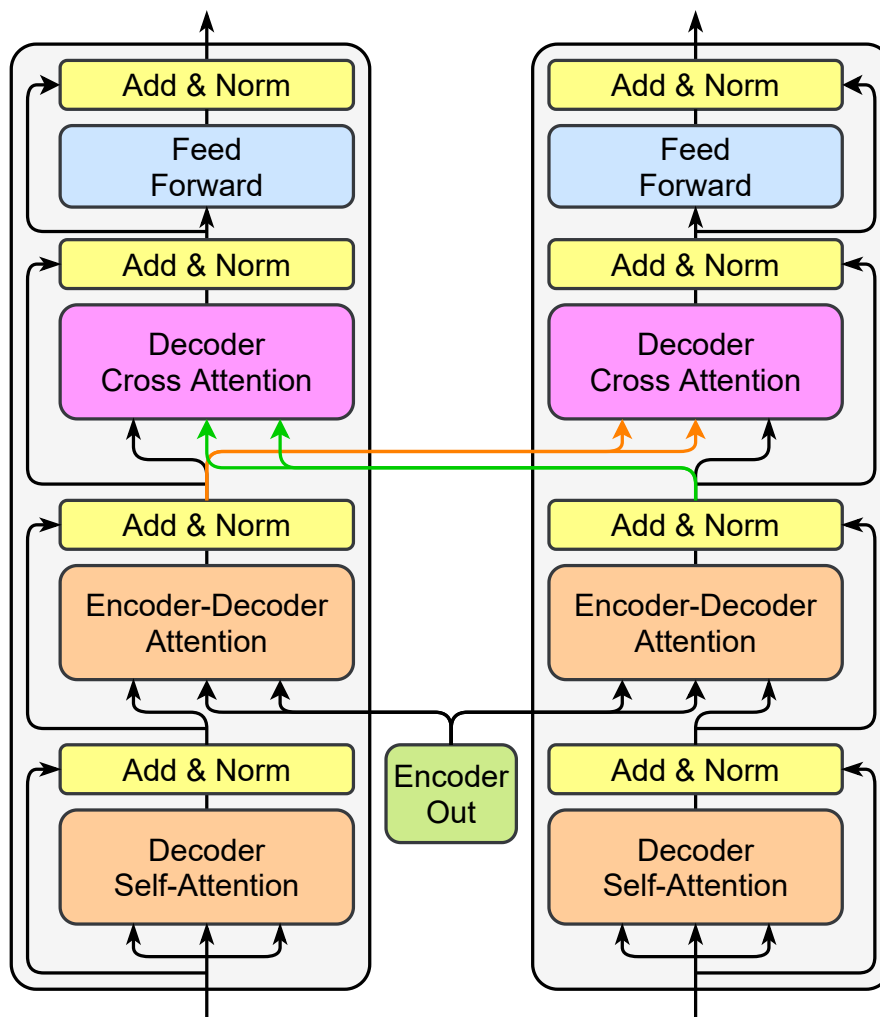 Add & Norm
Feed
Forward
Add & Norm
Decoder
Cross Attention
Add & Norm
Encoder-Decoder
Attention
Add & Norm
Decoder
Self-Attention
Encoder
Out
Add & Norm
Feed
Forward
Add & Norm
Decoder
Cross Attention
Add & Norm
Encoder-Decoder
Attention
Add & Norm
Decoder
Self-Attention